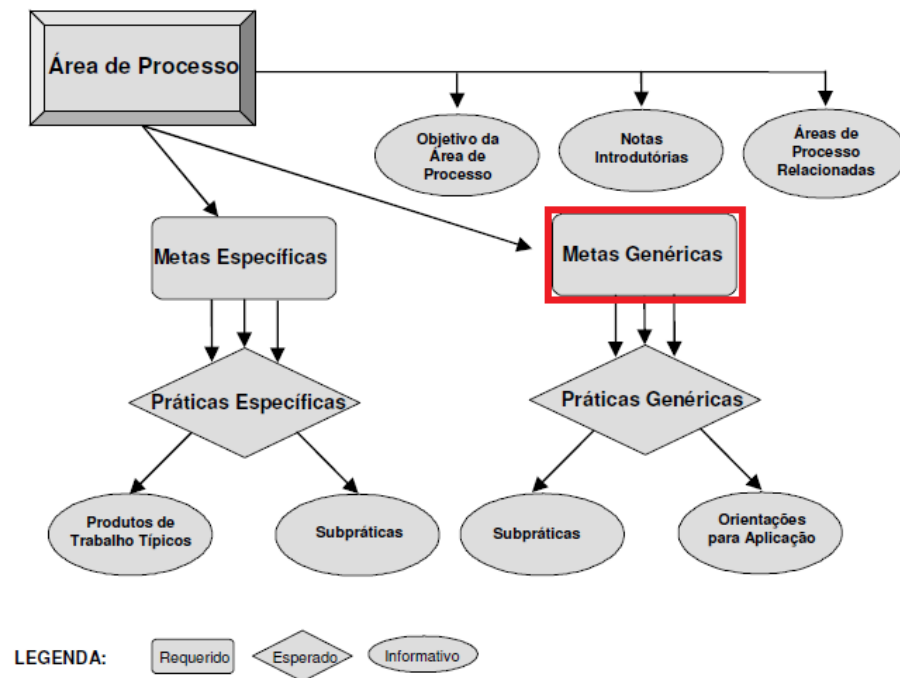 Área de Processo
Objetivo da
Área de
Processo
Notas
Introdutórias
Áreas de
Processo
Relacionadas
Metas Específicas
Metas Genéricas
Práticas Específicas
Práticas Genéricas
Produtos de
Trabalho Típicos
Subpráticas
Subpráticas
Orientações
para Aplicação
LEGENDA:
Requerido
Esperado
Informativo